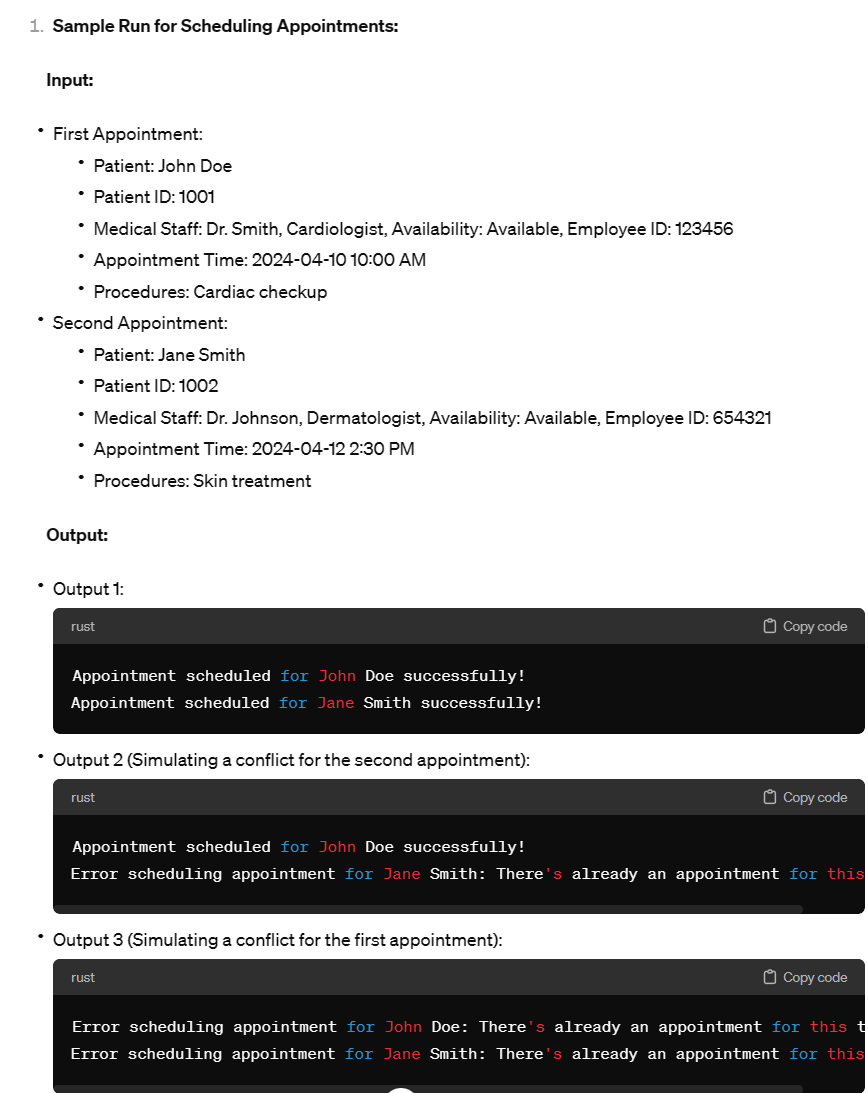 1. Sample Run for Scheduling Appointments:
Input:
• First Appointment:
• Patient: John Doe
• Patient ID: 1001
• Medical Staff: Dr. Smith, Cardiologist, Availability: Available, Employee ID: 123456
• Appointment Time: 2024-04-10 10:00 AM
• Procedures: Cardiac checkup
• Second Appointment:
• Patient: Jane Smith
• Patient ID: 1002
• Medical Staff: Dr. Johnson, Dermatologist, Availability: Available, Employee ID: 654321
• Appointment Time: 2024-04-12 2:30 PM
• Procedures: Skin treatment
Output:
• Output 1:
rust Copy code
Appointment scheduled for John Doe successfully!
Appointment scheduled for Jane Smith successfully!
• Output 2 (Simulating a conflict for the second appointment):
rust Copy code
Appointment scheduled for John Doe successfully!
Error scheduling appointment for Jane Smith: There's already an appointment for this
• Output 3 (Simulating a conflict for the first appointment):
rust Copy code
Error scheduling appointment for John Doe: There's already an appointment for this t
Error scheduling appointment for Jane Smith: There's already an appointment for this